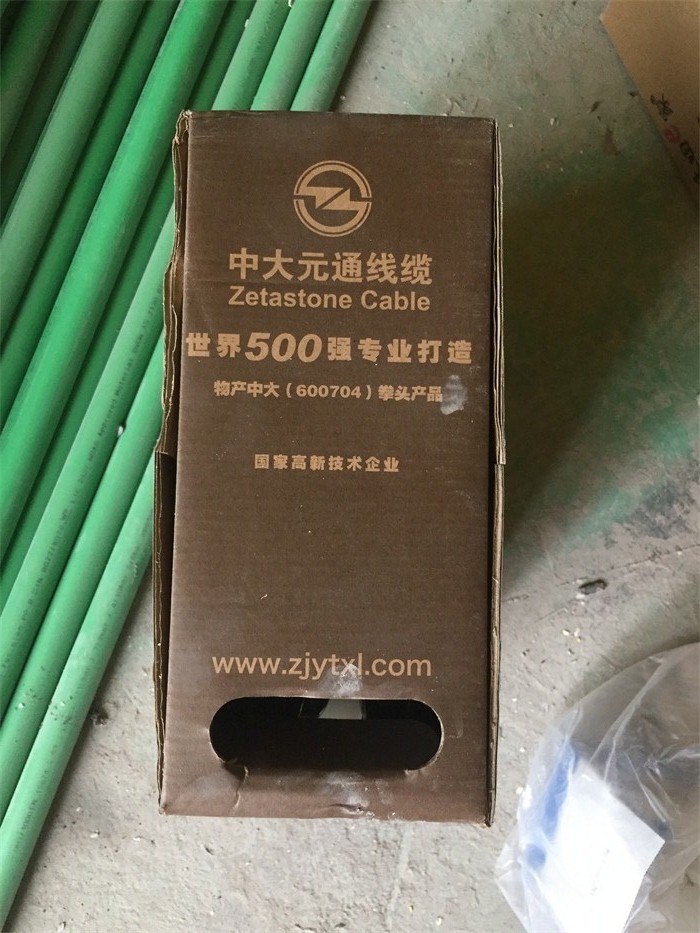 中大元通线缆
Zetastone Cable
世界500强专业打造
物产中大（600704）拳头产品
国家高新技术企业
www.zjytxl.com